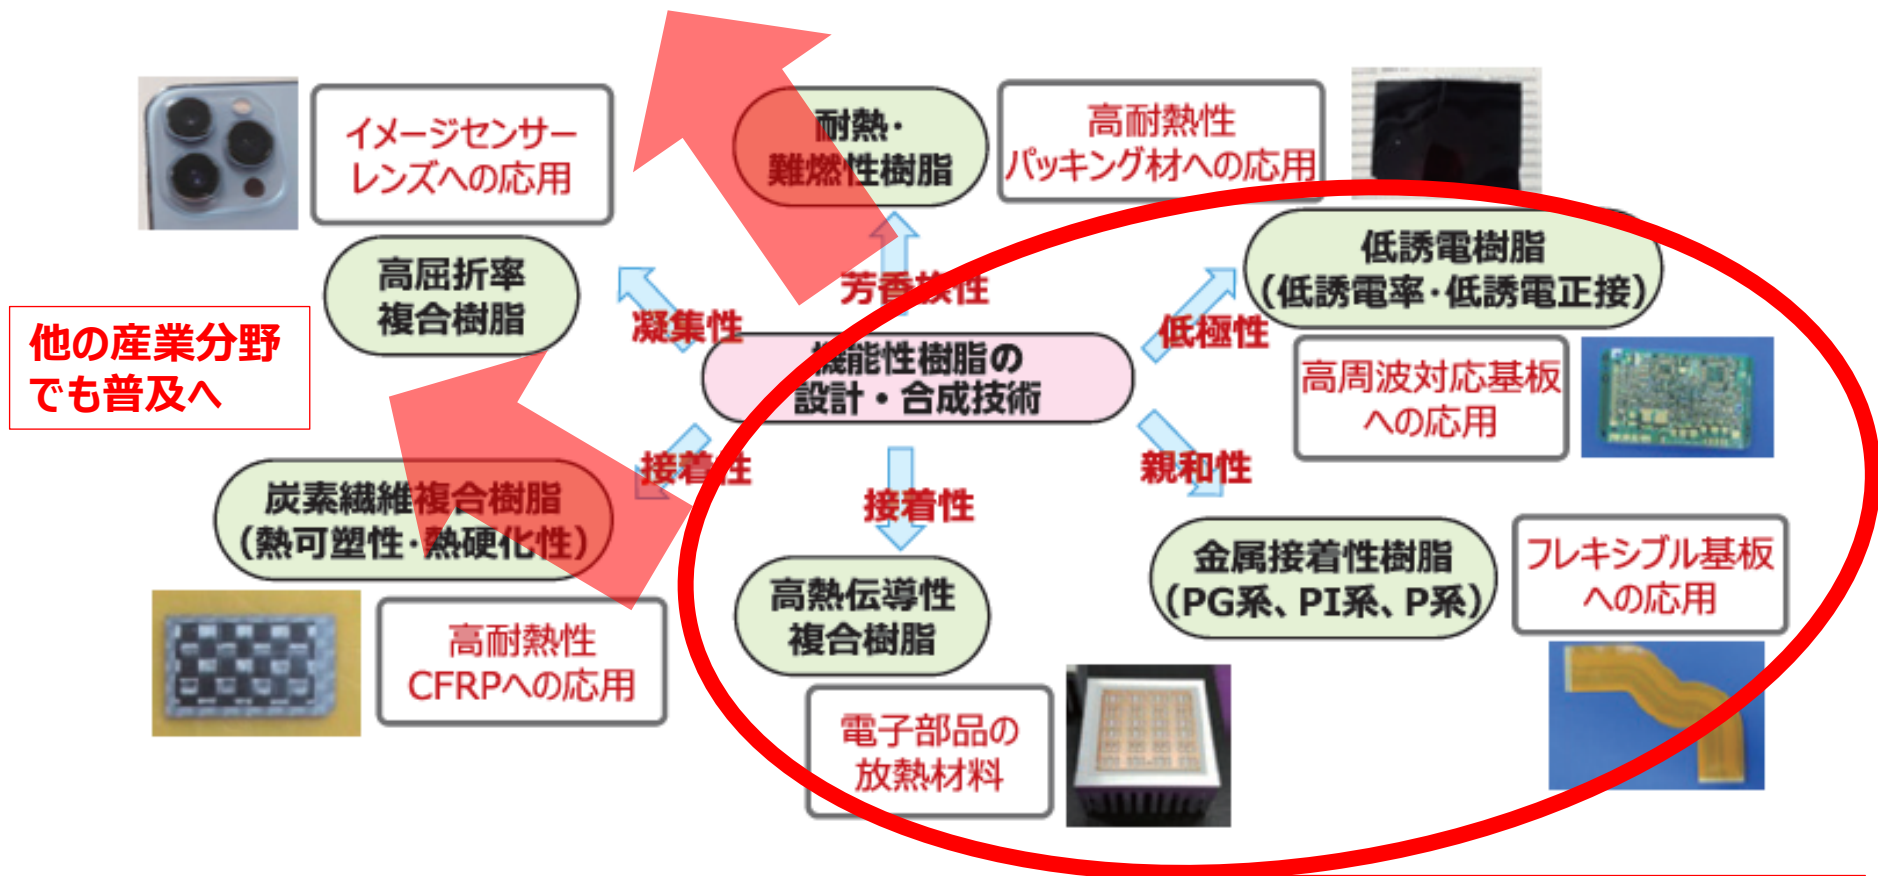 イメージセンサー
レンズへの応用
耐熱・
難燃性樹脂
高耐熱性
パッキング材への応用
高屈折率
複合樹脂
凝集性
芳香族性
低極性
低誘電樹脂
（低誘電率・低誘電正接）
他の産業分野
でも普及へ
機能性樹脂の
設計・合成技術
高周波対応基板
への応用
接着性
接着性
親和性
炭素繊維複合樹脂
（熱可塑性・熱硬化性）
高熱伝導性
複合樹脂
金属接着性樹脂
（PG系、PI系、P系）
フレキシブル基板
への応用
高耐熱性
CFRPへの応用
電子部品の
放熱材料